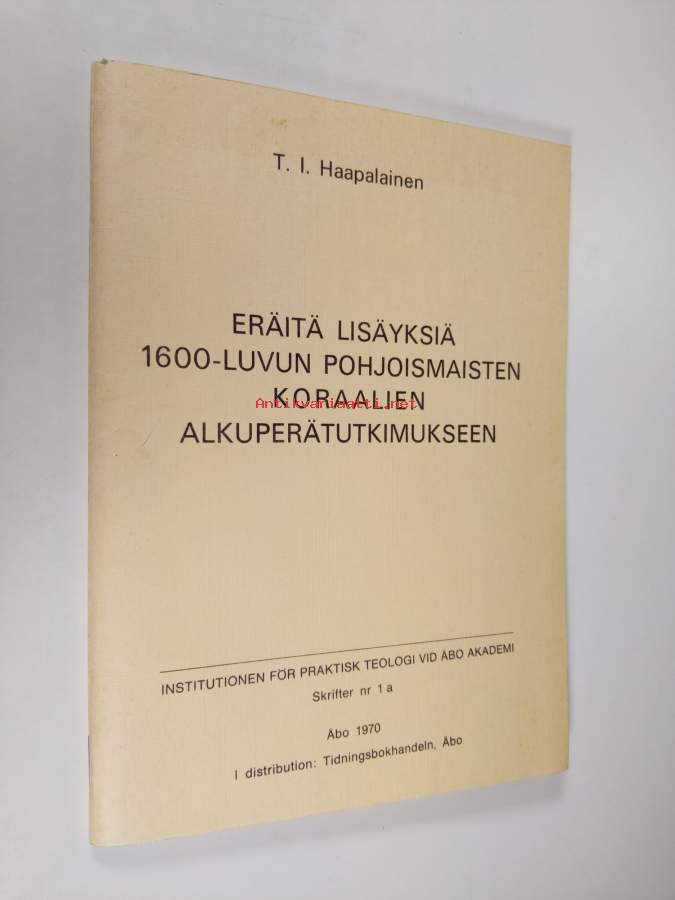 T. I. Haapalainen
ERÄITÄ LISÄYKSIÄ
1600-LUVUN POHJOISMAISTEN
KORAALIEN
Antikvariaatti.net
ALKUPERÄTUTKIMUKSEEN
INSTITUTIONEN FÖR PRAKTISK TEOLOGI VID ÅBO AKADEMI
Skrifter nr 1 a
Åbo 1970
I distribution: Tidningsbokhandeln, Åbo